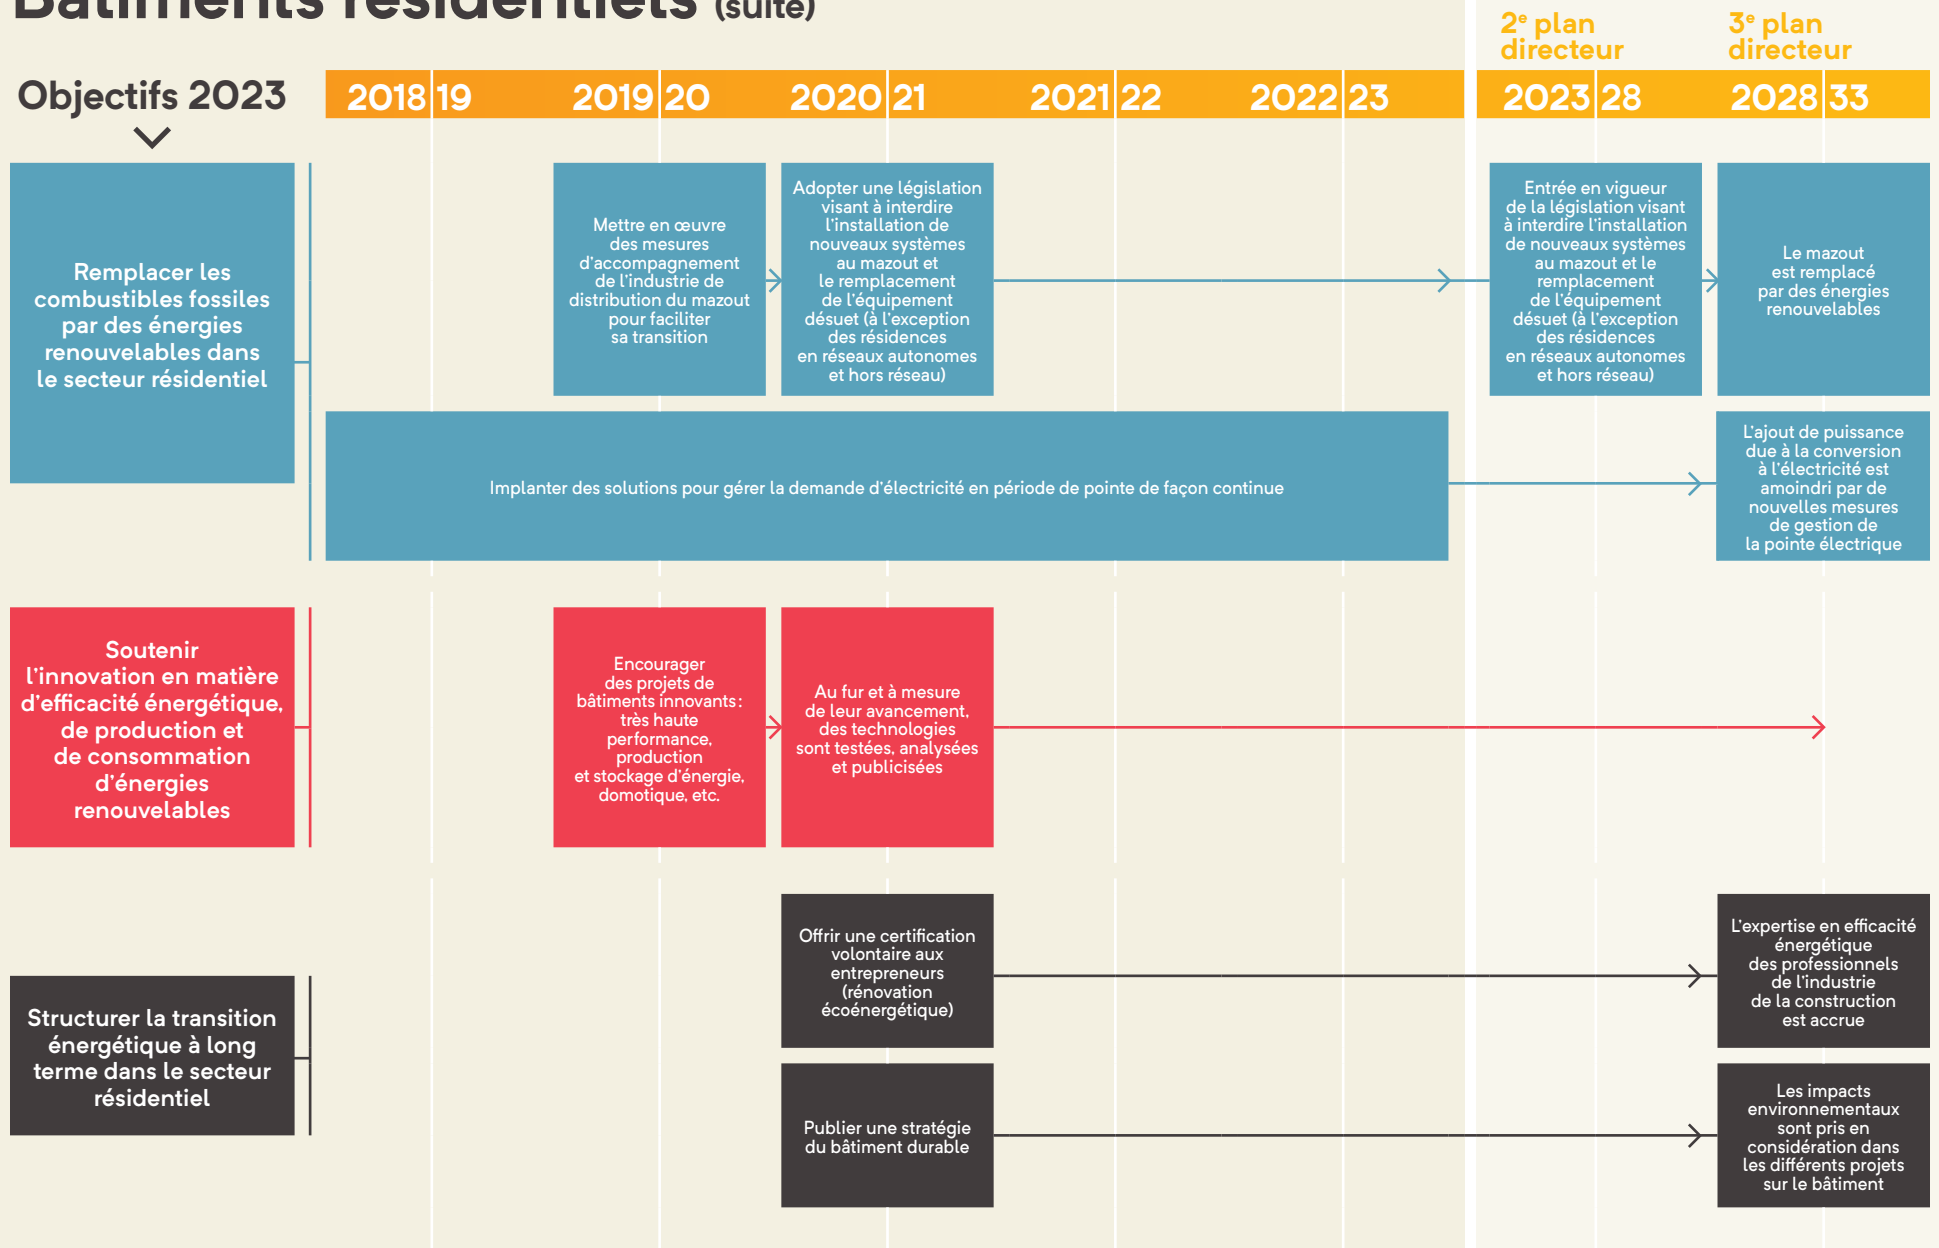 Bâtiments résidentiels (suite)
2e plan
directeur
3e plan
directeur
Objectifs 2023
2018 19
2019 20
2020 21
2021 22
2022 23
2023 28
2028 33
Remplacer les
combustibles fossiles
par des énergies
renouvelables dans
le secteur résidentiel
Mettre en œuvre
des mesures
d'accompagnement
de l'industrie de
distribution du mazout
pour faciliter
sa transition
Adopter une législation
visant à interdire
l'installation de
nouveaux systèmes
au mazout et
le remplacement
de l'équipement
désuet (à l'exception
des résidences
en réseaux autonomes
et hors réseau)
Entrée en vigueur
de la législation visant
à interdire l'installation
de nouveaux systèmes
au mazout et le
remplacement
de l'équipement
désuet (à l'exception
des résidences
en réseaux autonomes
et hors réseau)
Le mazout
est remplacé
par des énergies
renouvelables
Implanter des solutions pour gérer la demande d'électricité en période de pointe de façon continue
L'ajout de puissance
due à la conversion
à l'électricité est
amoindri par de
nouvelles mesures
de gestion de
la pointe électrique
Soutenir
l'innovation en matière
d'efficacité énergétique,
de production et
de consommation
d'énergies
renouvelables
Encourager
des projets de
bâtiments innovants :
très haute
performance,
production
et stockage d'énergie,
domotique, etc.
Au fur et à mesure
de leur avancement,
des technologies
sont testées, analysées
et publicisées
Structurer la transition
énergétique à long
terme dans le secteur
résidentiel
Offrir une certification
volontaire aux
entrepreneurs
(rénovation
écoénergétique)
L'expertise en efficacité
énergétique
des professionnels
de l'industrie
de la construction
est accrue
Publier une stratégie
du bâtiment durable
Les impacts
environnementaux
sont pris en
considération dans
les différents projets
sur le bâtiment